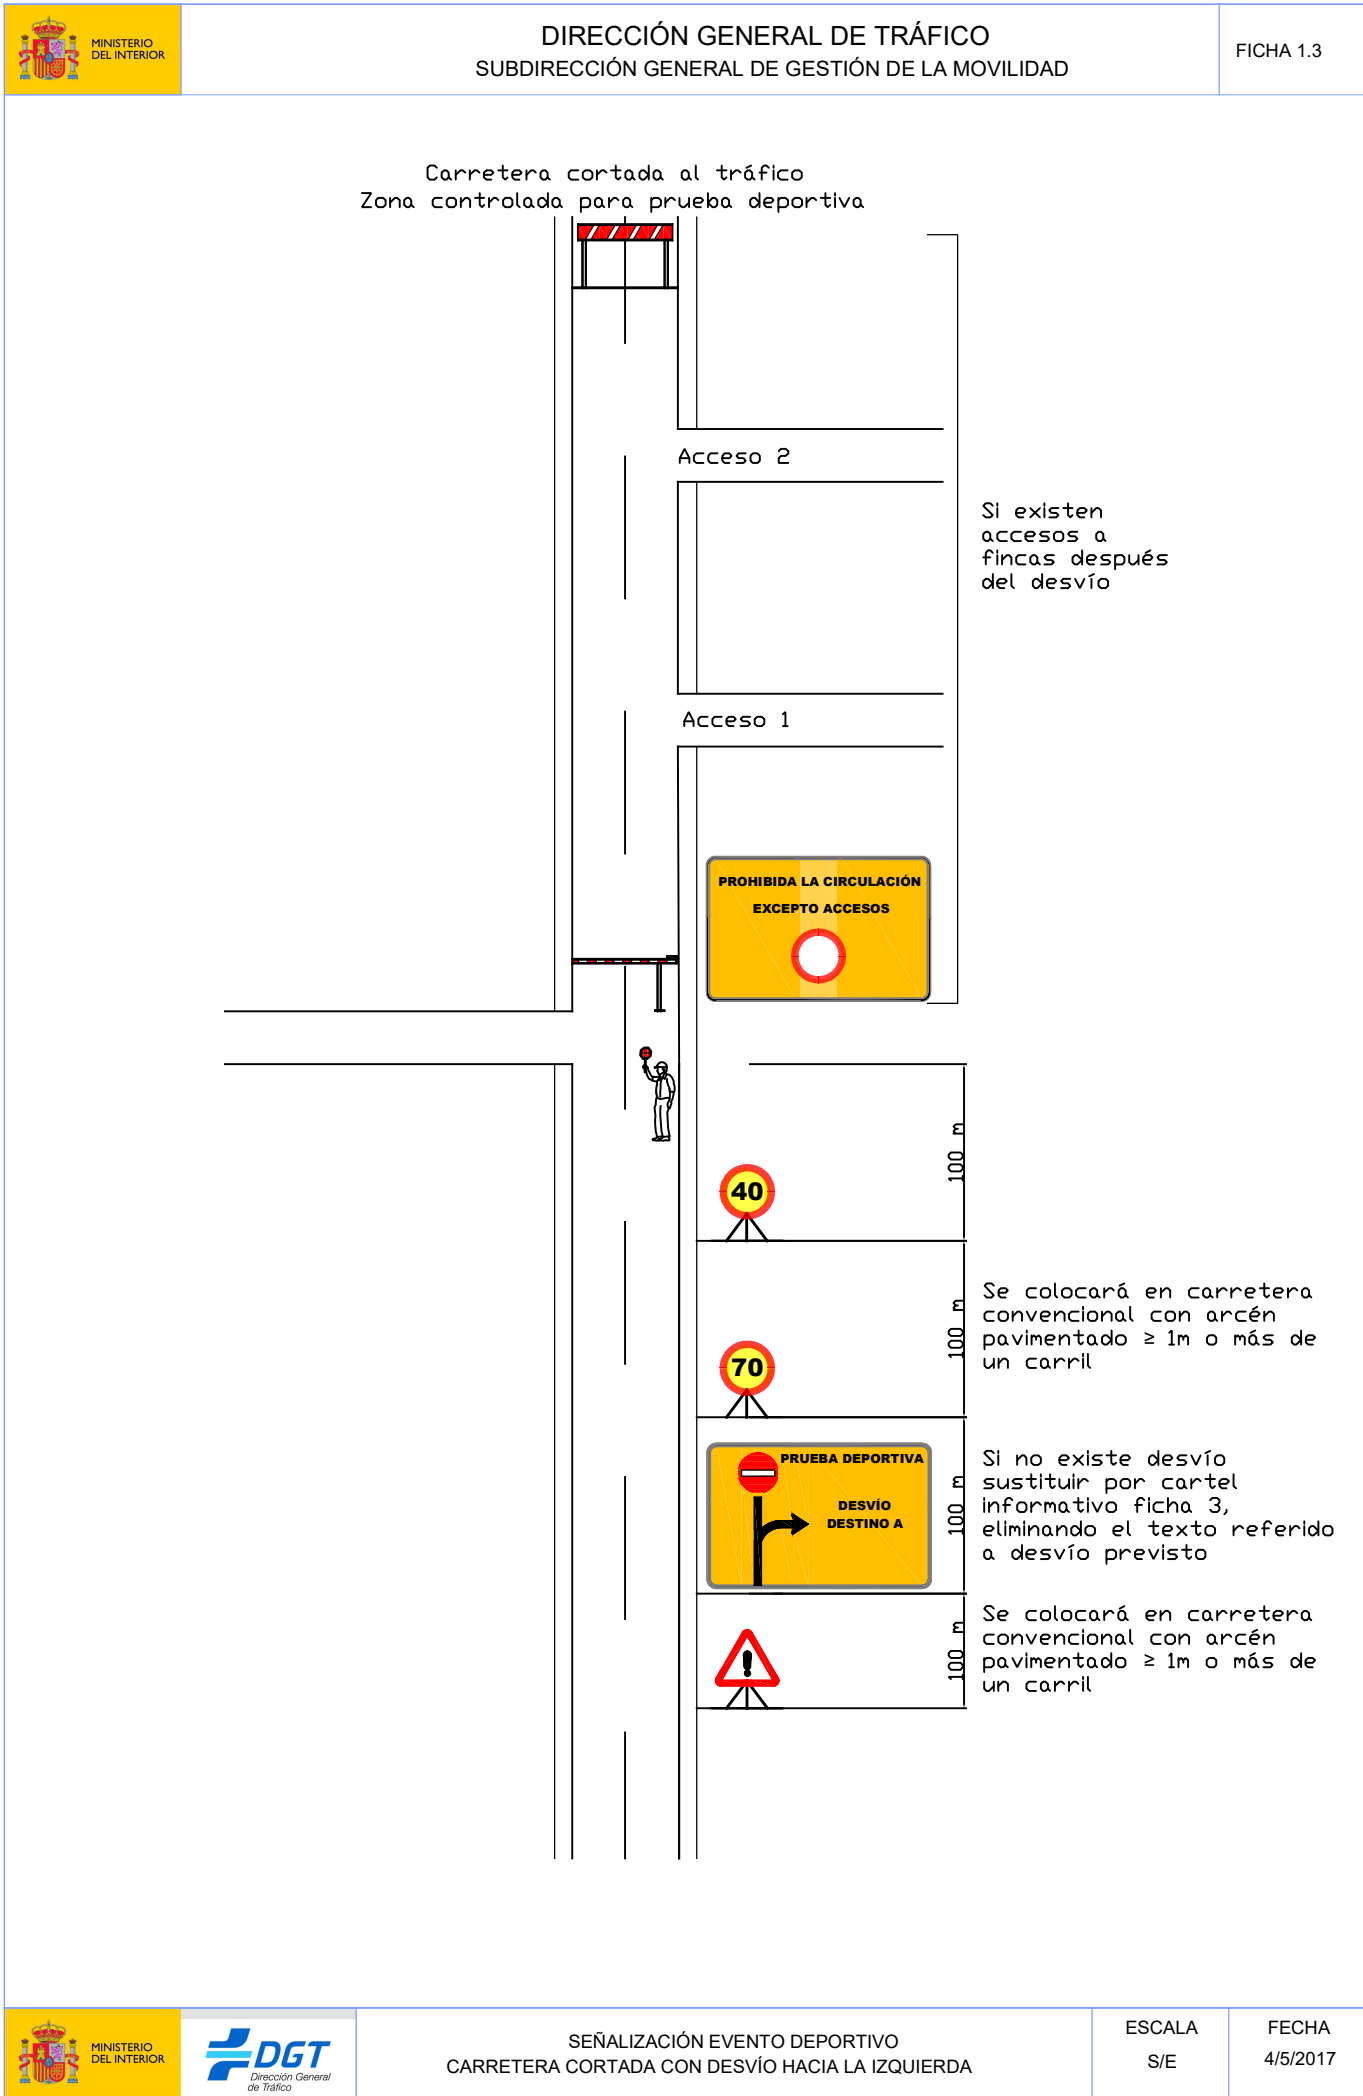 MINISTERIO
DEL INTERIOR
DIRECCIÓN GENERAL DE TRÁFICO
SUBDIRECCIÓN GENERAL DE GESTIÓN DE LA MOVILIDAD
FICHA 1.3
Carretera cortada al tráfico
Zona controlada para prueba deportiva
Acceso 2
Si existen
accesos a
fincas después
del desvío
Acceso 1
PROHIBIDA LA CIRCULACIÓN
EXCEPTO ACCESOS
100 m
40
100 m
Se colocará en carretera
convencional con arcén
pavimentado ≥ 1m o más de
un carril
70
PRUEBA DEPORTIVA
DESVÍO
DESTINO A
100 m
Si no existe desvío
sustituir por cartel
informativo ficha 3,
eliminando el texto referido
a desvío previsto
100 m
Se colocará en carretera
convencional con arcén
pavimentado ≥ 1m o más de
un carril
!
MINISTERIO
DEL INTERIOR
DGT
Dirección General
de Tráfico
SEÑALIZACIÓN EVENTO DEPORTIVO
CARRETERA CORTADA CON DESVÍO HACIA LA IZQUIERDA
ESCALA
S/E
FECHA
4/5/2017